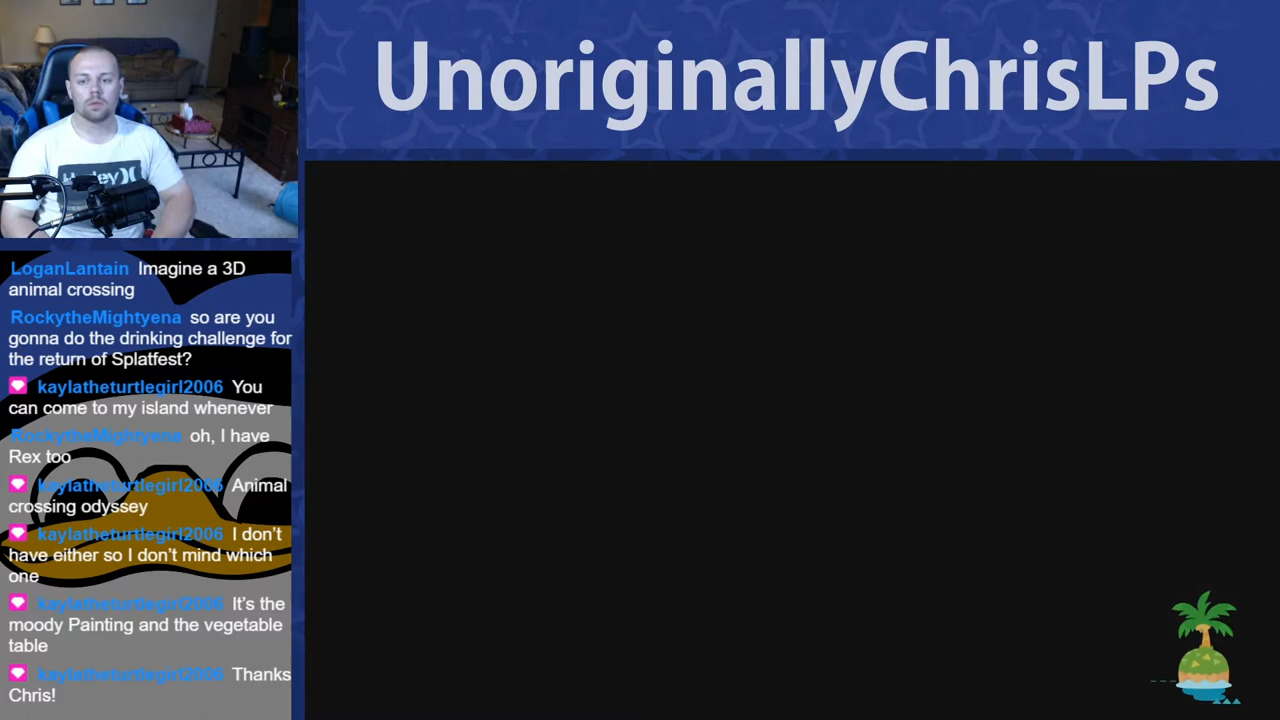 UnoriginallyChrisLPs
Hurley
LoganLantain Imagine a 3D
animal crossing
RockytheMightyena so are you
gonna do the drinking challenge for
the return of Splatfest?
kaylatheturtlegirl2006 You
can come to my island whenever
RockytheMightyena oh, I have
Rex too
kaylatheturtlegirl2006 Animal
crossing odyssey
kaylatheturtlegirl2006 I don't
have either so I don't mind which
one
kaylatheturtlegirl2006 It's the
moody Painting and the vegetable
table
kaylatheturtlegirl2006 Thanks
Chris!